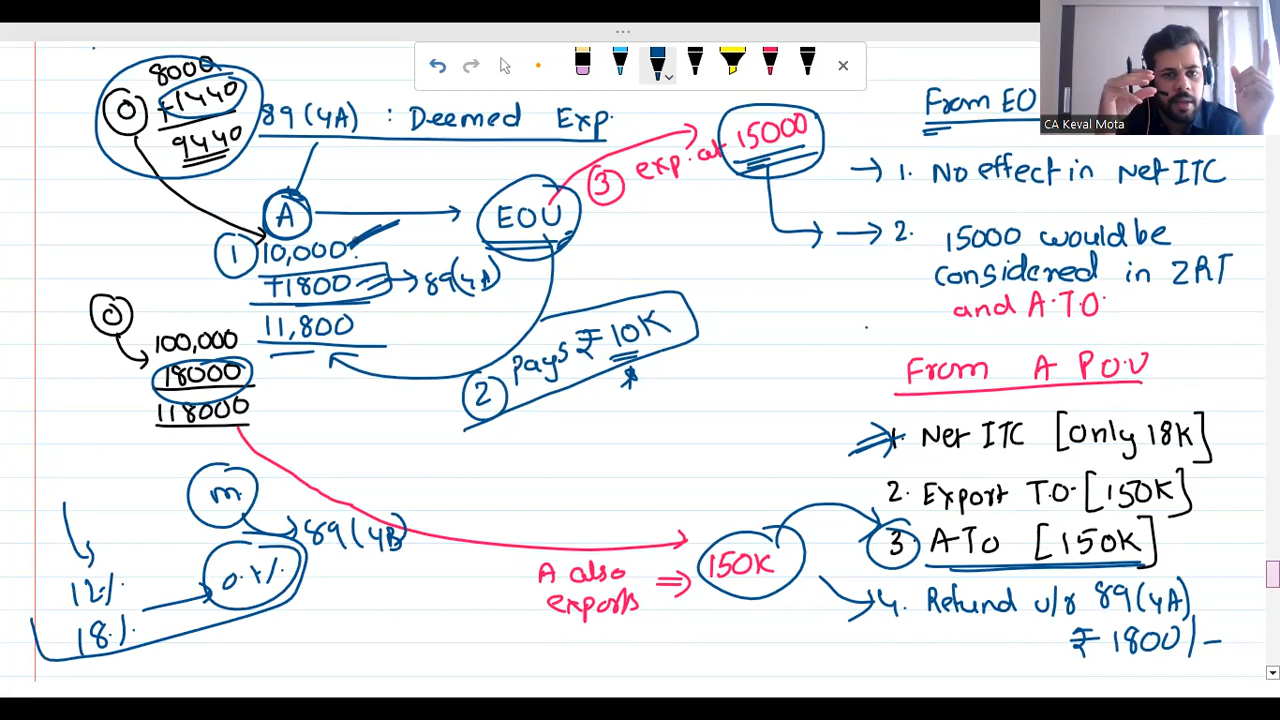 8000
+1440
9440
O
89(4A) : Deemed Exp.
A
EOU
1
10,000
+1800 → 89(4A)
11,800
2 Pays ₹ 10K
3 exp. at 15000
O
100,000
18000
118000
m
89(4B)
0.1%
12%
18%
A also
exports ⇒ 150K
From EO
CA Keval Mota
→ 1. No effect in Net ITC
→ 2. 15000 would be
considered in ZRT
and A.T.O.
From A P.O.V
1. Net ITC [only 18K]
2. Export T.O. [150K]
3 ATO [150K]
4. Refund u/r 89(4A)
₹ 1800/-